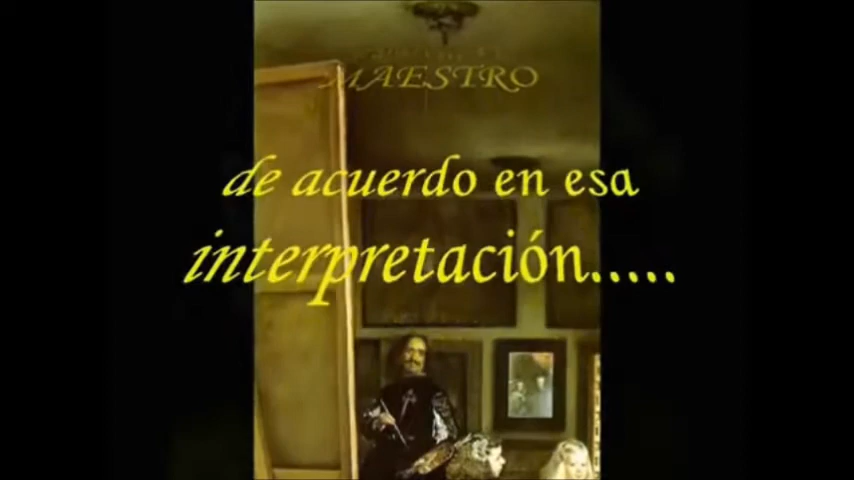 MAESTRO
de acuerdo en esa
interpretación.....